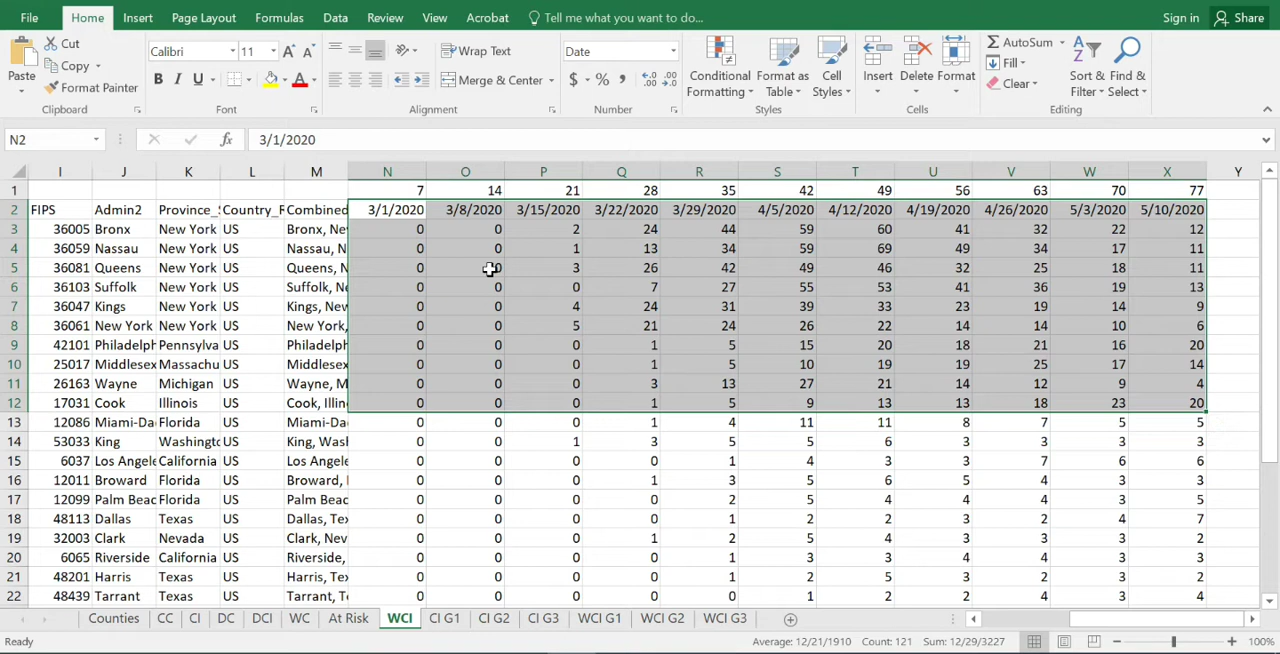 File Home Insert Page Layout Formulas Data Review View Acrobat Tell me what you want to do... Sign in Share
Paste Cut Copy Format Painter Clipboard
Calibri 11 A A B I U A Font
Wrap Text Merge & Center Alignment
Date $ % , Number
Conditional Formatting Format as Table Cell Styles Styles
Insert Delete Format Cells
AutoSum Fill Clear Sort & Filter Find & Select Editing
N2 fx 3/1/2020
I J K L M N O P Q R S T U V W X Y
1 7 14 21 28 35 42 49 56 63 70 77
2 FIPS Admin2 Province_ Country_R Combined 3/1/2020 3/8/2020 3/15/2020 3/22/2020 3/29/2020 4/5/2020 4/12/2020 4/19/2020 4/26/2020 5/3/2020 5/10/2020
3 36005 Bronx New York US Bronx, Ne 0 0 2 24 44 59 60 41 32 22 12
4 36059 Nassau New York US Nassau, N 0 0 1 13 34 59 69 49 34 17 11
5 36081 Queens New York US Queens, N 0 0 3 26 42 49 46 32 25 18 11
6 36103 Suffolk New York US Suffolk, N 0 0 0 7 27 55 53 41 36 19 13
7 36047 Kings New York US Kings, New 0 0 4 24 31 39 33 23 19 14 9
8 36061 New York New York US New York, 0 0 5 21 24 26 22 14 14 10 6
9 42101 Philadelph Pennsylva US Philadelph 0 0 0 1 5 15 20 18 21 16 20
10 25017 Middlesex Massachu US Middlesex 0 0 0 1 5 10 19 19 25 17 14
11 26163 Wayne Michigan US Wayne, M 0 0 0 3 13 27 21 14 12 9 4
12 17031 Cook Illinois US Cook, Illin 0 0 0 1 5 9 13 13 18 23 20
13 12086 Miami-Da Florida US Miami-Da 0 0 0 1 4 11 11 8 7 5 5
14 53033 King Washingt US King, Wash 0 0 1 3 5 5 6 3 3 3 3
15 6037 Los Angele California US Los Angele 0 0 0 0 1 4 3 3 7 6 6
16 12011 Broward Florida US Broward, 0 0 0 1 3 5 6 5 4 3 3
17 12099 Palm Beac Florida US Palm Beac 0 0 0 0 2 5 4 4 4 3 5
18 48113 Dallas Texas US Dallas, Tex 0 0 0 0 1 3 3 3 2 4 7
19 32003 Clark Nevada US Clark, Nev 0 0 0 1 2 5 4 3 3 3 2
20 6065 Riverside California US Riverside, 0 0 0 0 1 3 3 4 4 3 3
21 48201 Harris Texas US Harris, Tex 0 0 0 0 1 2 5 3 2 3 3
22 48439 Tarrant Texas US Tarrant, Te 0 0 0 0 0 1 2 2 4 3 4
Counties CC CI DC DCI WC At Risk WCI CI G1 CI G2 CI G3 WCI G1 WCI G2 WCI G3
Ready Average: 12/21/1910 Count: 121 Sum: 12/29/3227 100%